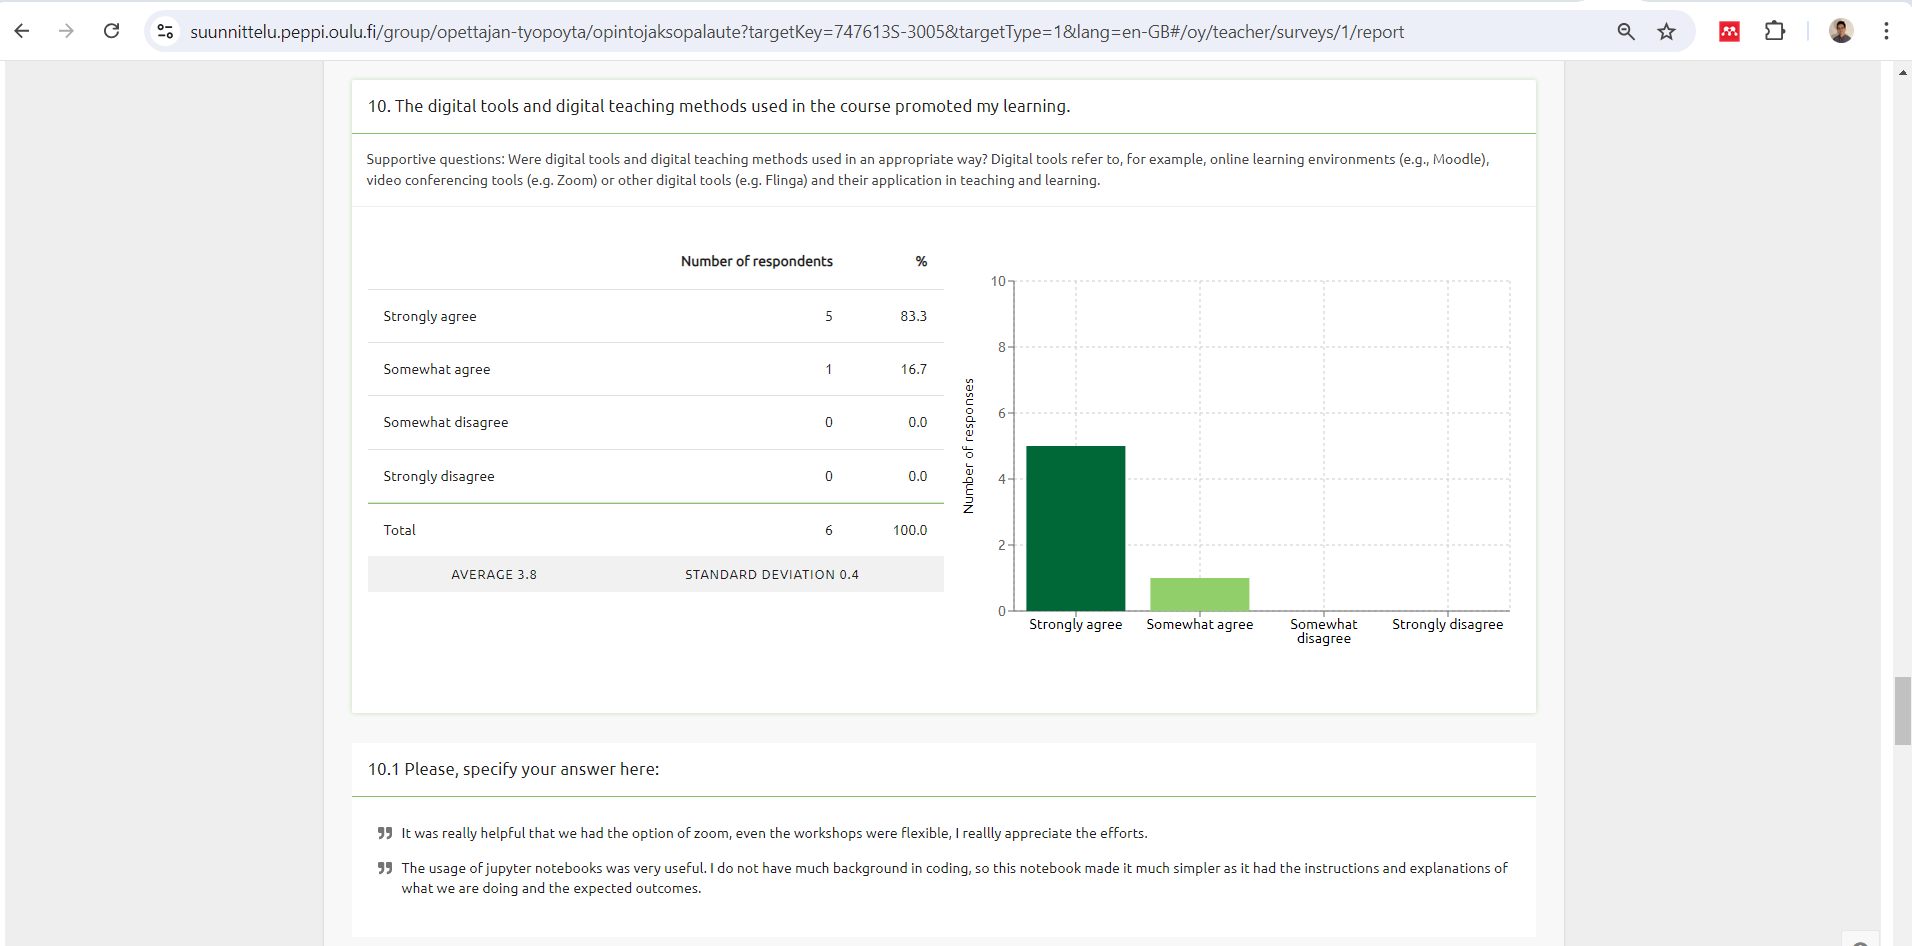 suunnittelu.peppi.oulu.fi/group/opettajan-tyopoyta/opintojaksopalaute?targetKey=747613S-3005&targetType=1&lang=en-GB#/oy/teacher/surveys/1/report
10. The digital tools and digital teaching methods used in the course promoted my learning.
Supportive questions: Were digital tools and digital teaching methods used in an appropriate way? Digital tools refer to, for example, online learning environments (e.g., Moodle),
video conferencing tools (e.g. Zoom) or other digital tools (e.g. Flinga) and their application in teaching and learning.
Number of respondents %
Strongly agree 5 83.3
Somewhat agree 1 16.7
Somewhat disagree 0 0.0
Strongly disagree 0 0.0
Total 6 100.0
AVERAGE 3.8 STANDARD DEVIATION 0.4
Number of responses
10
8
6
4
2
0
Strongly agree Somewhat agree Somewhat disagree Strongly disagree
10.1 Please, specify your answer here:
It was really helpful that we had the option of zoom, even the workshops were flexible, I reallly appreciate the efforts.
The usage of jupyter notebooks was very useful. I do not have much background in coding, so this notebook made it much simpler as it had the instructions and explanations of
what we are doing and the expected outcomes.